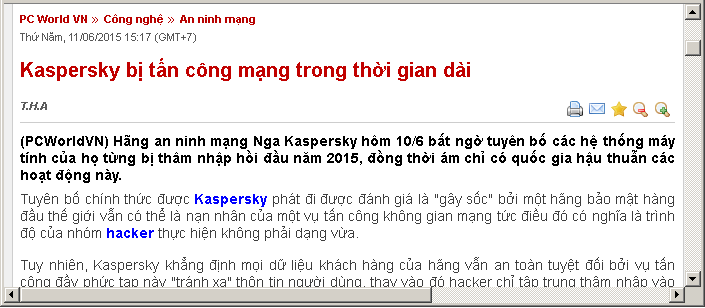 PC World VN » Công nghệ » An ninh mạng
Thứ Năm, 11/06/2015 15:17 (GMT+7)
Kaspersky bị tấn công mạng trong thời gian dài
T.H.A
(PCWorldVN) Hãng an ninh mạng Nga Kaspersky hôm 10/6 bất ngờ tuyên bố các hệ thống máy
tính của họ từng bị thâm nhập hồi đầu năm 2015, đồng thời ám chỉ có quốc gia hậu thuẫn các
hoạt động này.
Tuyên bố chính thức được Kaspersky phát đi được đánh giá là "gây sốc" bởi một hãng bảo mật hàng
đầu thế giới vẫn có thể là nạn nhân của một vụ tấn công không gian mạng tức điều đó có nghĩa là trình
độ của nhóm hacker thực hiện không phải dạng vừa.
Tuy nhiên, Kaspersky khẳng định mọi dữ liệu khách hàng của hãng vẫn an toàn tuyệt đối bởi vụ tấn
công đầy phức tạp này "tránh xa" thông tin người dùng, thay vào đó hacker chỉ tập trung thâm nhập vào